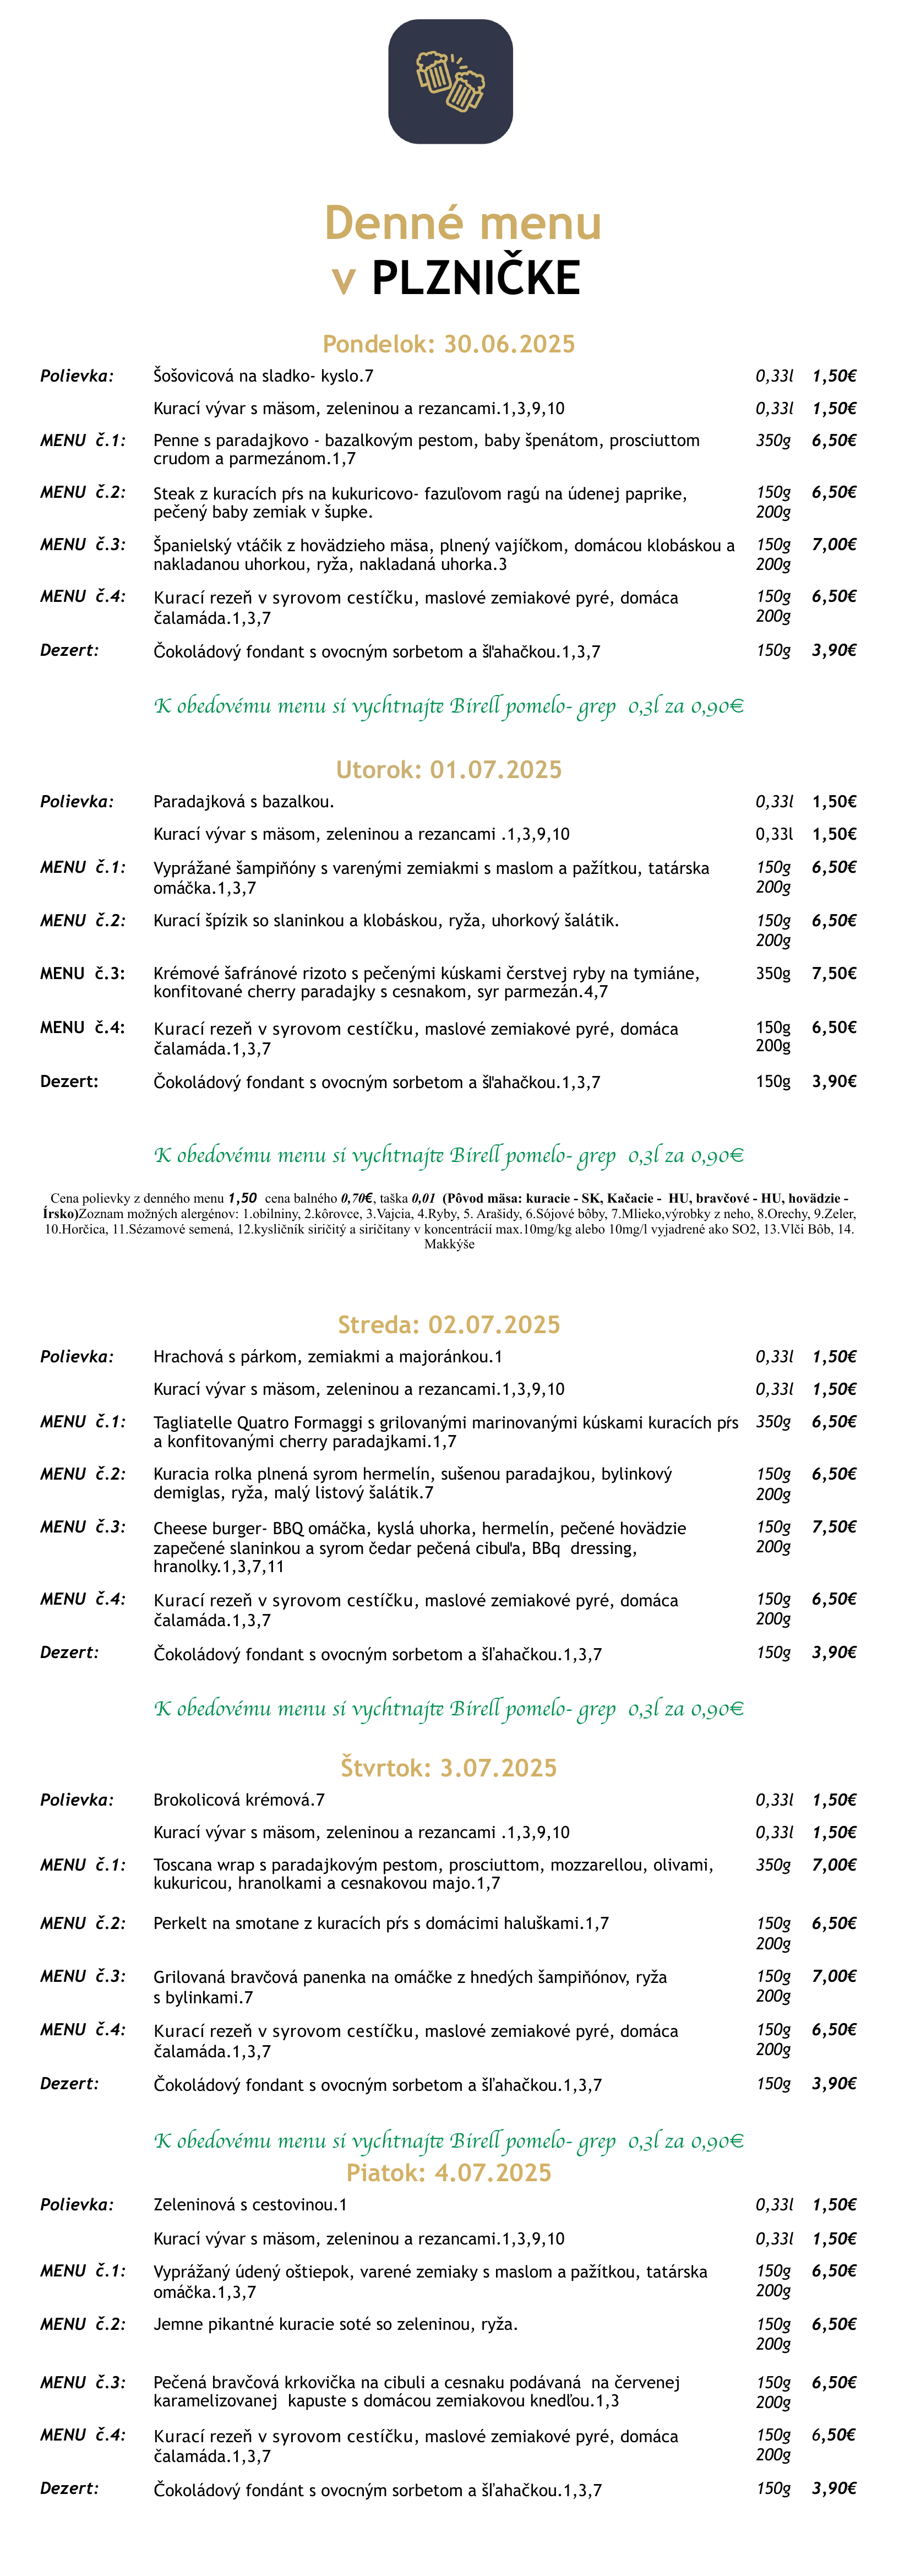 Denné menu
v PLZNIČKE
Pondelok: 30.06.2025
Polievka: Šošovicová na sladko- kyslo.7 0,33l 1,50€
Kurací vývar s mäsom, zeleninou a rezancami.1,3,9,10 0,33l 1,50€
MENU č.1: Penne s paradajkovo - bazalkovým pestom, baby špenátom, prosciuttom 350g 6,50€
crudom a parmezánom.1,7
MENU č.2: Steak z kuracích pŕs na kukuricovo- fazuľovom ragú na údenej paprike, 150g 6,50€
pečený baby zemiak v šupke. 200g
MENU č.3: Španielský vtáčik z hovädzieho mäsa, plnený vajíčkom, domácou klobáskou a 150g 7,00€
nakladanou uhorkou, ryža, nakladaná uhorka.3 200g
MENU č.4: Kurací rezeň v syrovom cestíčku, maslové zemiakové pyré, domáca 150g 6,50€
čalamáda.1,3,7 200g
Dezert: Čokoládový fondant s ovocným sorbetom a šľahačkou.1,3,7 150g 3,90€
K obedovému menu si vychtnajte Birell pomelo- grep 0,3l za 0,90€
Utorok: 01.07.2025
Polievka: Paradajková s bazalkou. 0,33l 1,50€
Kurací vývar s mäsom, zeleninou a rezancami .1,3,9,10 0,33l 1,50€
MENU č.1: Vyprážané šampiňóny s varenými zemiakmi s maslom a pažítkou, tatárska 150g 6,50€
omáčka.1,3,7 200g
MENU č.2: Kurací špízik so slaninkou a klobáskou, ryža, uhorkový šalátik. 150g 6,50€
200g
MENU č.3: Krémové šafránové rizoto s pečenými kúskami čerstvej ryby na tymiáne, 350g 7,50€
konfitované cherry paradajky s cesnakom, syr parmezán.4,7
MENU č.4: Kurací rezeň v syrovom cestíčku, maslové zemiakové pyré, domáca 150g 6,50€
čalamáda.1,3,7 200g
Dezert: Čokoládový fondant s ovocným sorbetom a šľahačkou.1,3,7 150g 3,90€
K obedovému menu si vychtnajte Birell pomelo- grep 0,3l za 0,90€
Cena polievky z denného menu 1,50 cena balného 0,70€, taška 0,01 (Pôvod mäsa: kuracie - SK, Kačacie - HU, bravčové - HU, hovädzie -
Írsko)Zoznam možných alergénov: 1.obilniny, 2.kôrovce, 3.Vajcia, 4.Ryby, 5. Arašidy, 6.Sójové bôby, 7.Mlieko,výrobky z neho, 8.Orechy, 9.Zeler,
10.Horčica, 11.Sézamové semená, 12.kysličník siričitý a siričitany v koncentrácií max.10mg/kg alebo 10mg/l vyjadrené ako SO2, 13.Vlči Bôb, 14.
Makkýše
Streda: 02.07.2025
Polievka: Hrachová s párkom, zemiakmi a majoránkou.1 0,33l 1,50€
Kurací vývar s mäsom, zeleninou a rezancami.1,3,9,10 0,33l 1,50€
MENU č.1: Tagliatelle Quatro Formaggi s grilovanými marinovanými kúskami kuracích pŕs 350g 6,50€
a konfitovanými cherry paradajkami.1,7
MENU č.2: Kuracia rolka plnená syrom hermelín, sušenou paradajkou, bylinkový 150g 6,50€
demiglas, ryža, malý listový šalátik.7 200g
MENU č.3: Cheese burger- BBQ omáčka, kyslá uhorka, hermelín, pečené hovädzie 150g 7,50€
zapečené slaninkou a syrom čedar pečená cibuľa, BBq dressing, 200g
hranolky.1,3,7,11
MENU č.4: Kurací rezeň v syrovom cestíčku, maslové zemiakové pyré, domáca 150g 6,50€
čalamáda.1,3,7 200g
Dezert: Čokoládový fondant s ovocným sorbetom a šľahačkou.1,3,7 150g 3,90€
K obedovému menu si vychtnajte Birell pomelo- grep 0,3l za 0,90€
Štvrtok: 3.07.2025
Polievka: Brokolicová krémová.7 0,33l 1,50€
Kurací vývar s mäsom, zeleninou a rezancami .1,3,9,10 0,33l 1,50€
MENU č.1: Toscana wrap s paradajkovým pestom, prosciuttom, mozzarellou, olivami, 350g 7,00€
kukuricou, hranolkami a cesnakovou majo.1,7
MENU č.2: Perkelt na smotane z kuracích pŕs s domácimi haluškami.1,7 150g 6,50€
200g
MENU č.3: Grilovaná bravčová panenka na omáčke z hnedých šampiňónov, ryža 150g 7,00€
s bylinkami.7 200g
MENU č.4: Kurací rezeň v syrovom cestíčku, maslové zemiakové pyré, domáca 150g 6,50€
čalamáda.1,3,7 200g
Dezert: Čokoládový fondant s ovocným sorbetom a šľahačkou.1,3,7 150g 3,90€
K obedovému menu si vychtnajte Birell pomelo- grep 0,3l za 0,90€
Piatok: 4.07.2025
Polievka: Zeleninová s cestovinou.1 0,33l 1,50€
Kurací vývar s mäsom, zeleninou a rezancami.1,3,9,10 0,33l 1,50€
MENU č.1: Vyprážaný údený oštiepok, varené zemiaky s maslom a pažítkou, tatárska 150g 6,50€
omáčka.1,3,7 200g
MENU č.2: Jemne pikantné kuracie soté so zeleninou, ryža. 150g 6,50€
200g
MENU č.3: Pečená bravčová krkovička na cibuli a cesnaku podávaná na červenej 150g 6,50€
karamelizovanej kapuste s domácou zemiakovou knedľou.1,3 200g
MENU č.4: Kurací rezeň v syrovom cestíčku, maslové zemiakové pyré, domáca 150g 6,50€
čalamáda.1,3,7 200g
Dezert: Čokoládový fondánt s ovocným sorbetom a šľahačkou.1,3,7 150g 3,90€